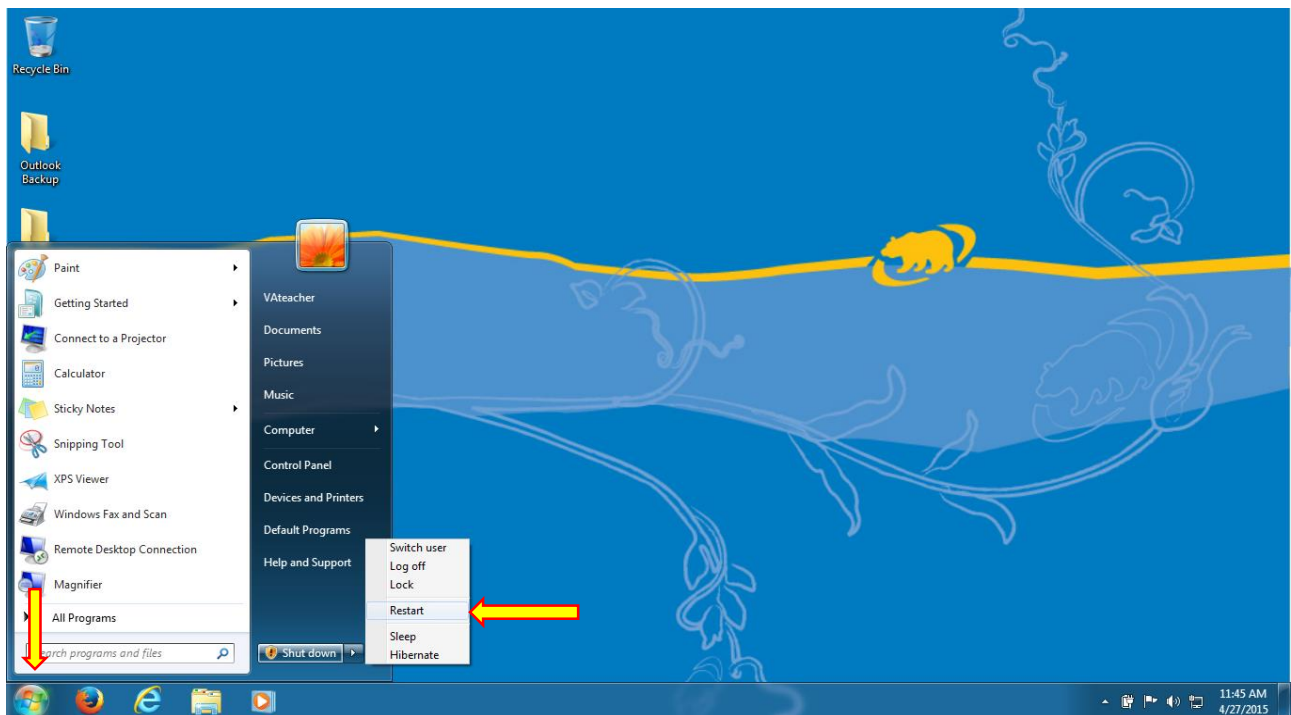 Recycle Bin
Outlook
Backup
Paint
Getting Started
Connect to a Projector
Calculator
Sticky Notes
Snipping Tool
XPS Viewer
Windows Fax and Scan
Remote Desktop Connection
Magnifier
All Programs
programs and files
VAteacher
Documents
Pictures
Music
Computer
Control Panel
Devices and Printers
Default Programs
Help and Support
Shut down
Switch user
Log off
Lock
Restart
Sleep
Hibernate
11:45 AM
4/27/2015